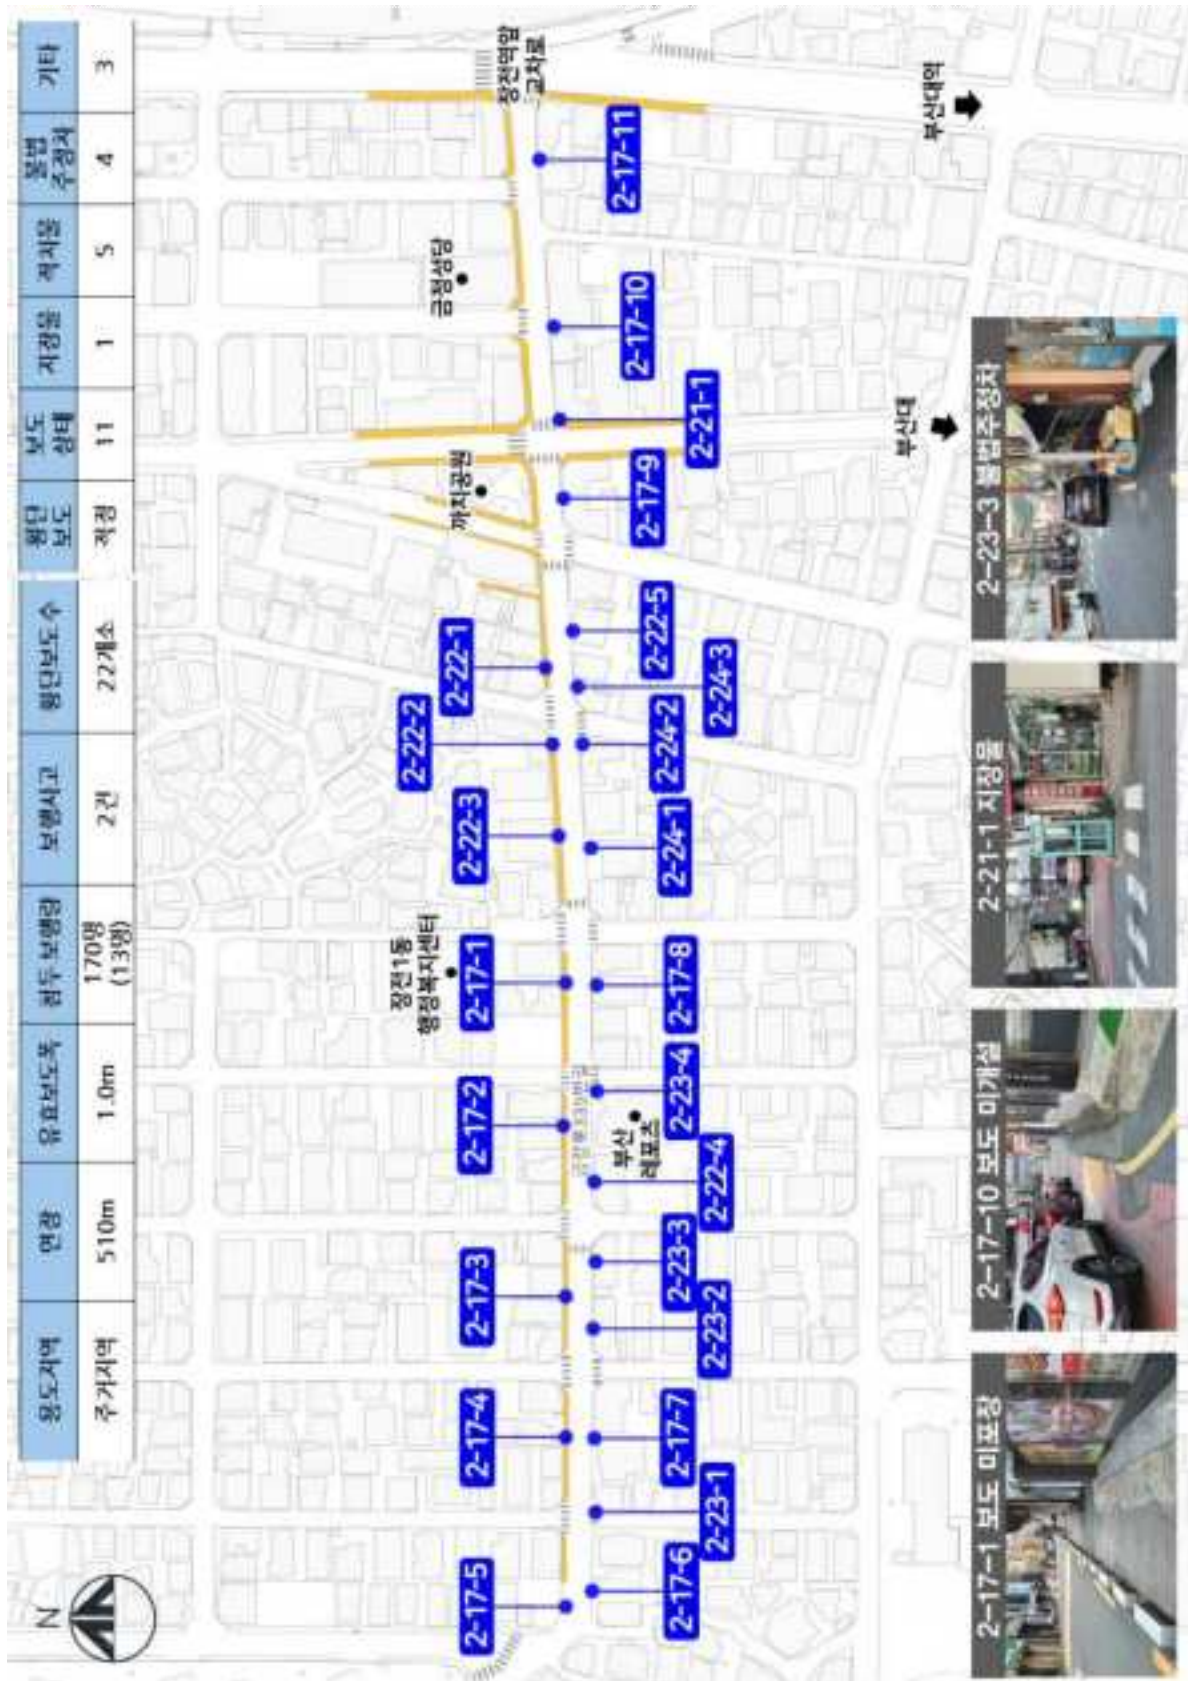 용도지역 연장 유효보도폭 첨두 보행량 보행사고 횡단보도 수 횡단보도 보도상태 지장물 적치물 불법주정차 기타
주거지역 510m 1.0m 170명(13명) 2건 22개소 적정 11 1 5 4 3
N
2-22-2
2-22-1
2-17-5
2-17-4
2-17-3
2-17-2
2-17-1
2-22-3
장전1동
행정복지센터
까치공원
금정성당
장전역앞
교차로
2-17-6
2-23-1
2-17-7
2-23-2
2-23-3
2-22-4
2-23-4
2-17-8
2-24-1
2-24-2
2-24-3
2-22-5
2-17-9
2-21-1
2-17-10
2-17-11
부산
레포츠
부산대
부산대역
2-17-1 보도 미포장
2-17-10 보도 미개설
2-21-1 지장물
2-23-3 불법주정차